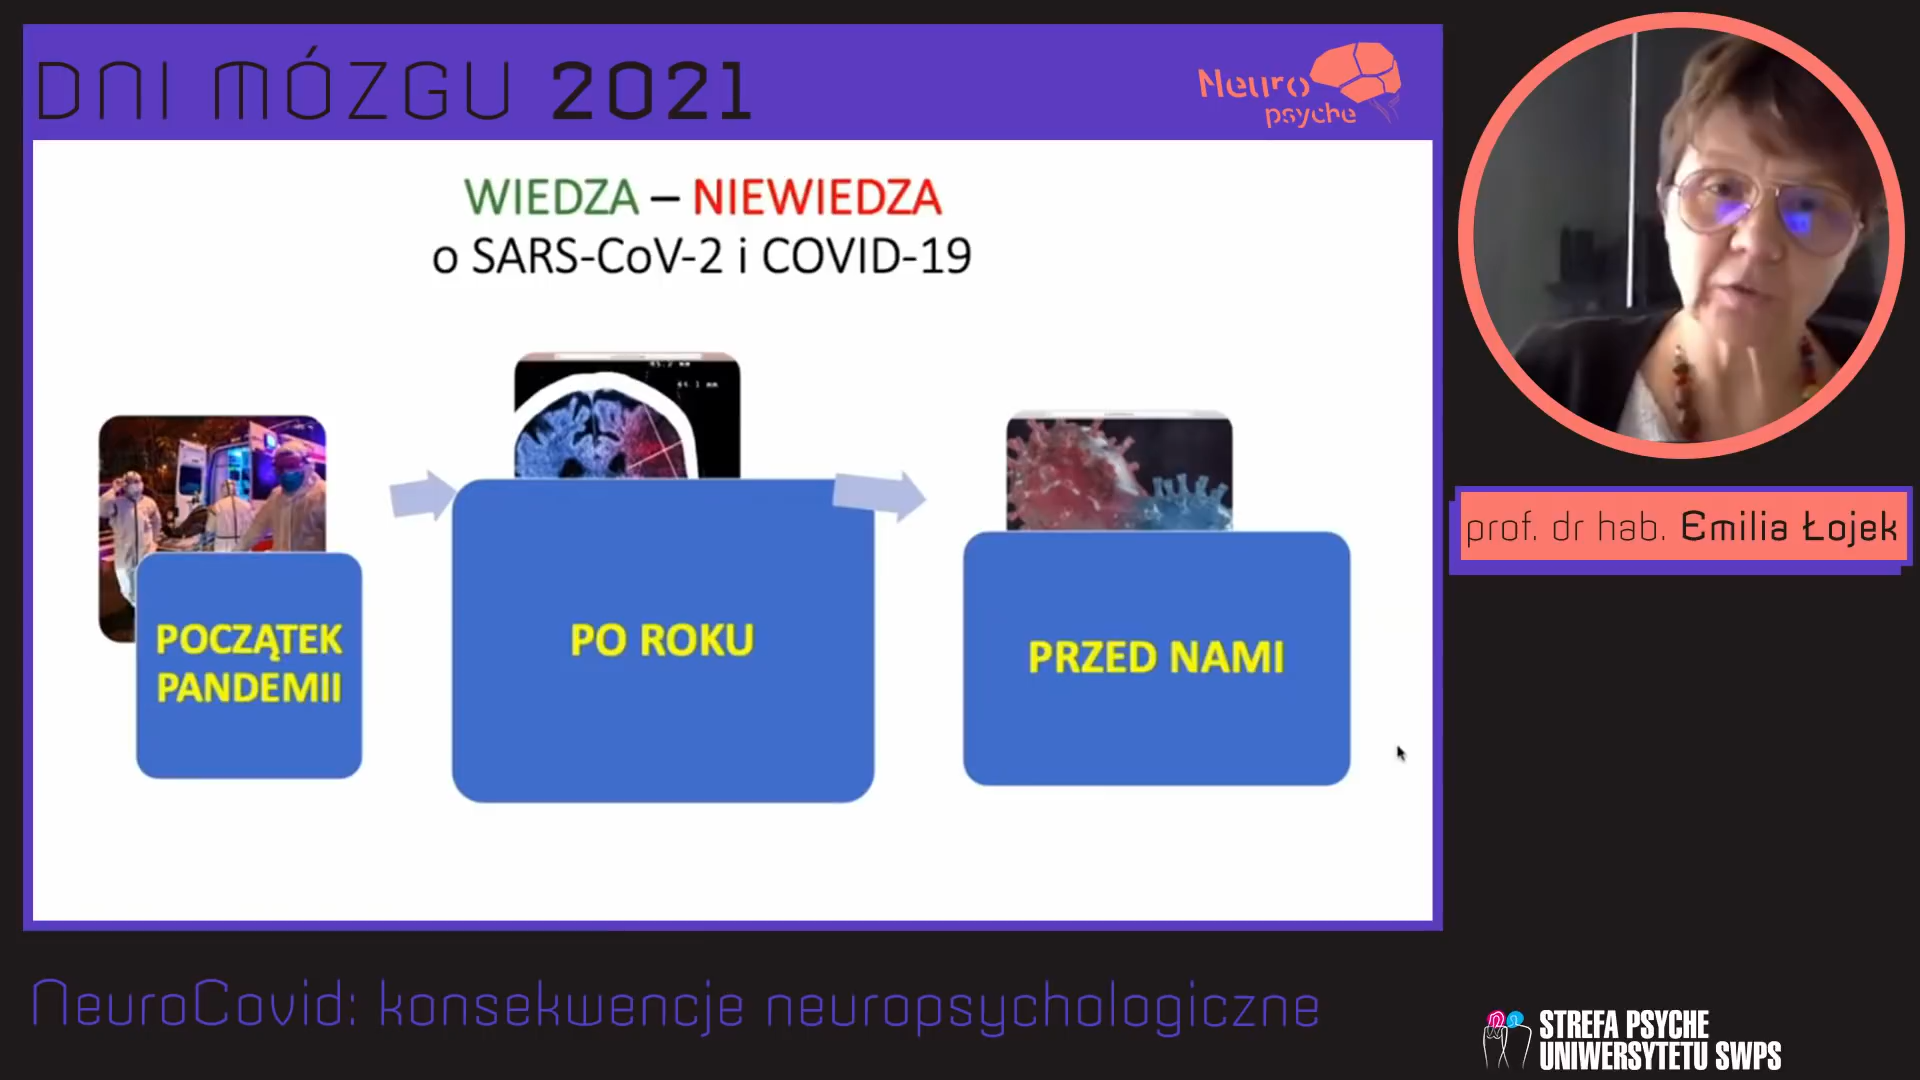 DNI MÓZGU 2021
Neuro
psyche
WIEDZA – NIEWIEDZA
o SARS-CoV-2 i COVID-19
POCZĄTEK
PANDEMII
PO ROKU
PRZED NAMI
prof. dr hab. Emilia Łojek
NeuroCovid: konsekwencje neuropsychologiczne
STREFA PSYCHE
UNIWERSYTETU SWPS